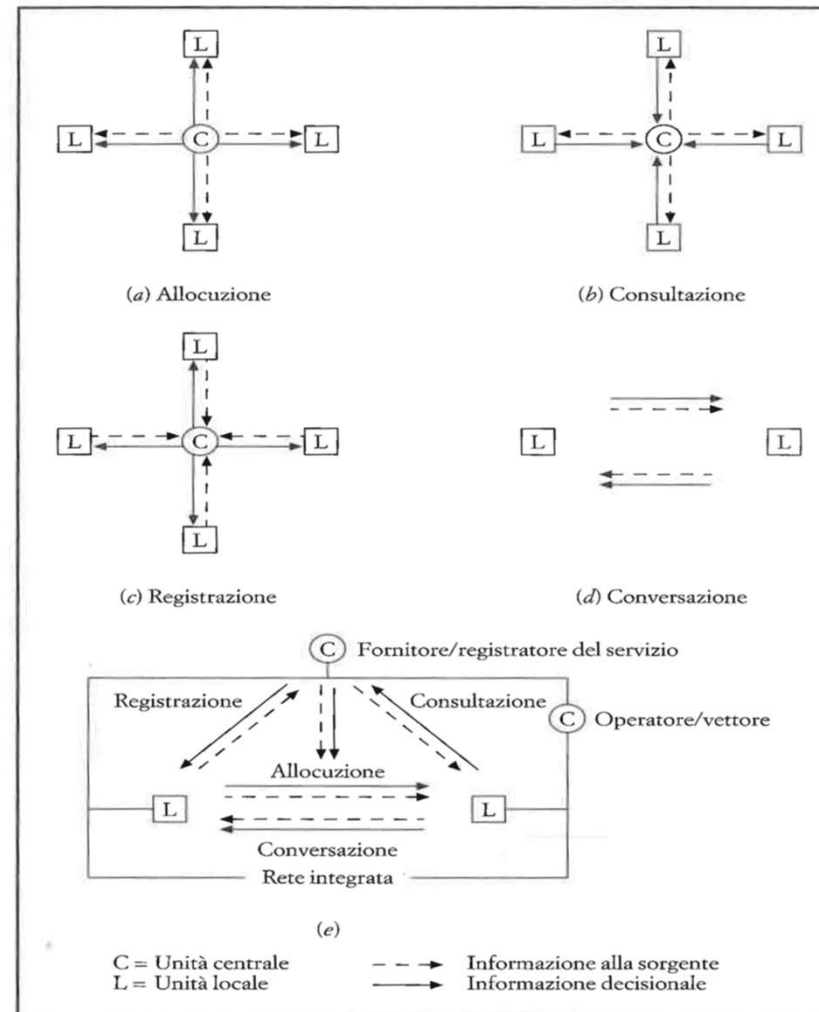 L
L
L
C
L
L
C
L
L
L
(a) Allocuzione
(b) Consultazione
L
L
C
L
L
L
L
(c) Registrazione
(d) Conversazione
C Fornitore/registratore del servizio
Registrazione
Consultazione
C Operatore/vettore
Allocuzione
L
L
Conversazione
Rete integrata
(e)
C = Unità centrale
Informazione alla sorgente
L = Unità locale
Informazione decisionale